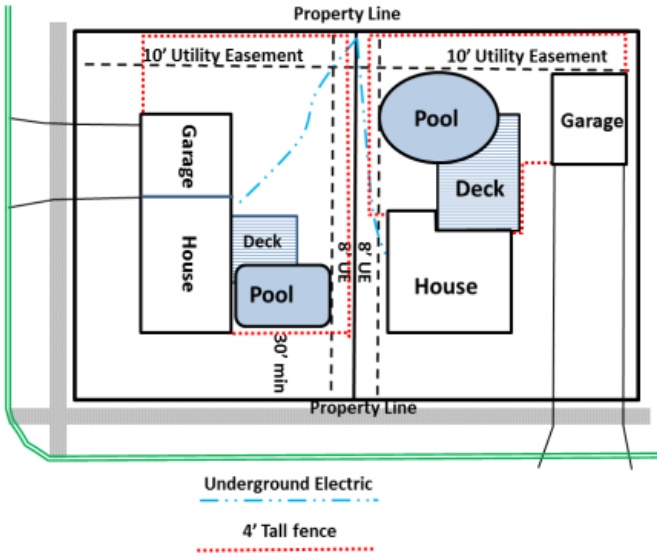 Property Line
10’ Utility Easement
10’ Utility Easement
Garage
Pool
Garage
Deck
House
Deck
8’ UE
8’ UE
Pool
House
30’ min
Property Line
Underground Electric
4’ Tall fence